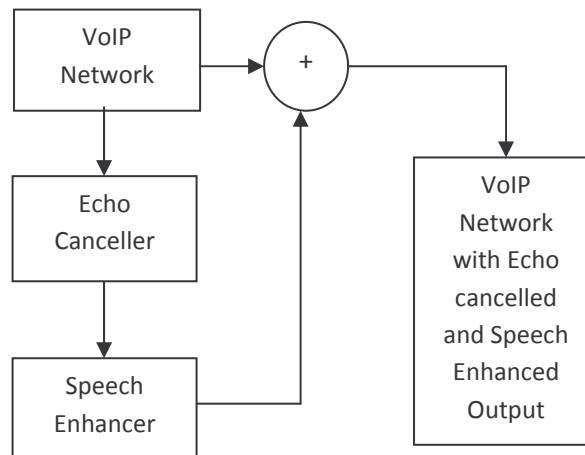 VoIP
Network
+
Echo
Canceller
Speech
Enhancer
VoIP
Network
with Echo
cancelled
and Speech
Enhanced
Output